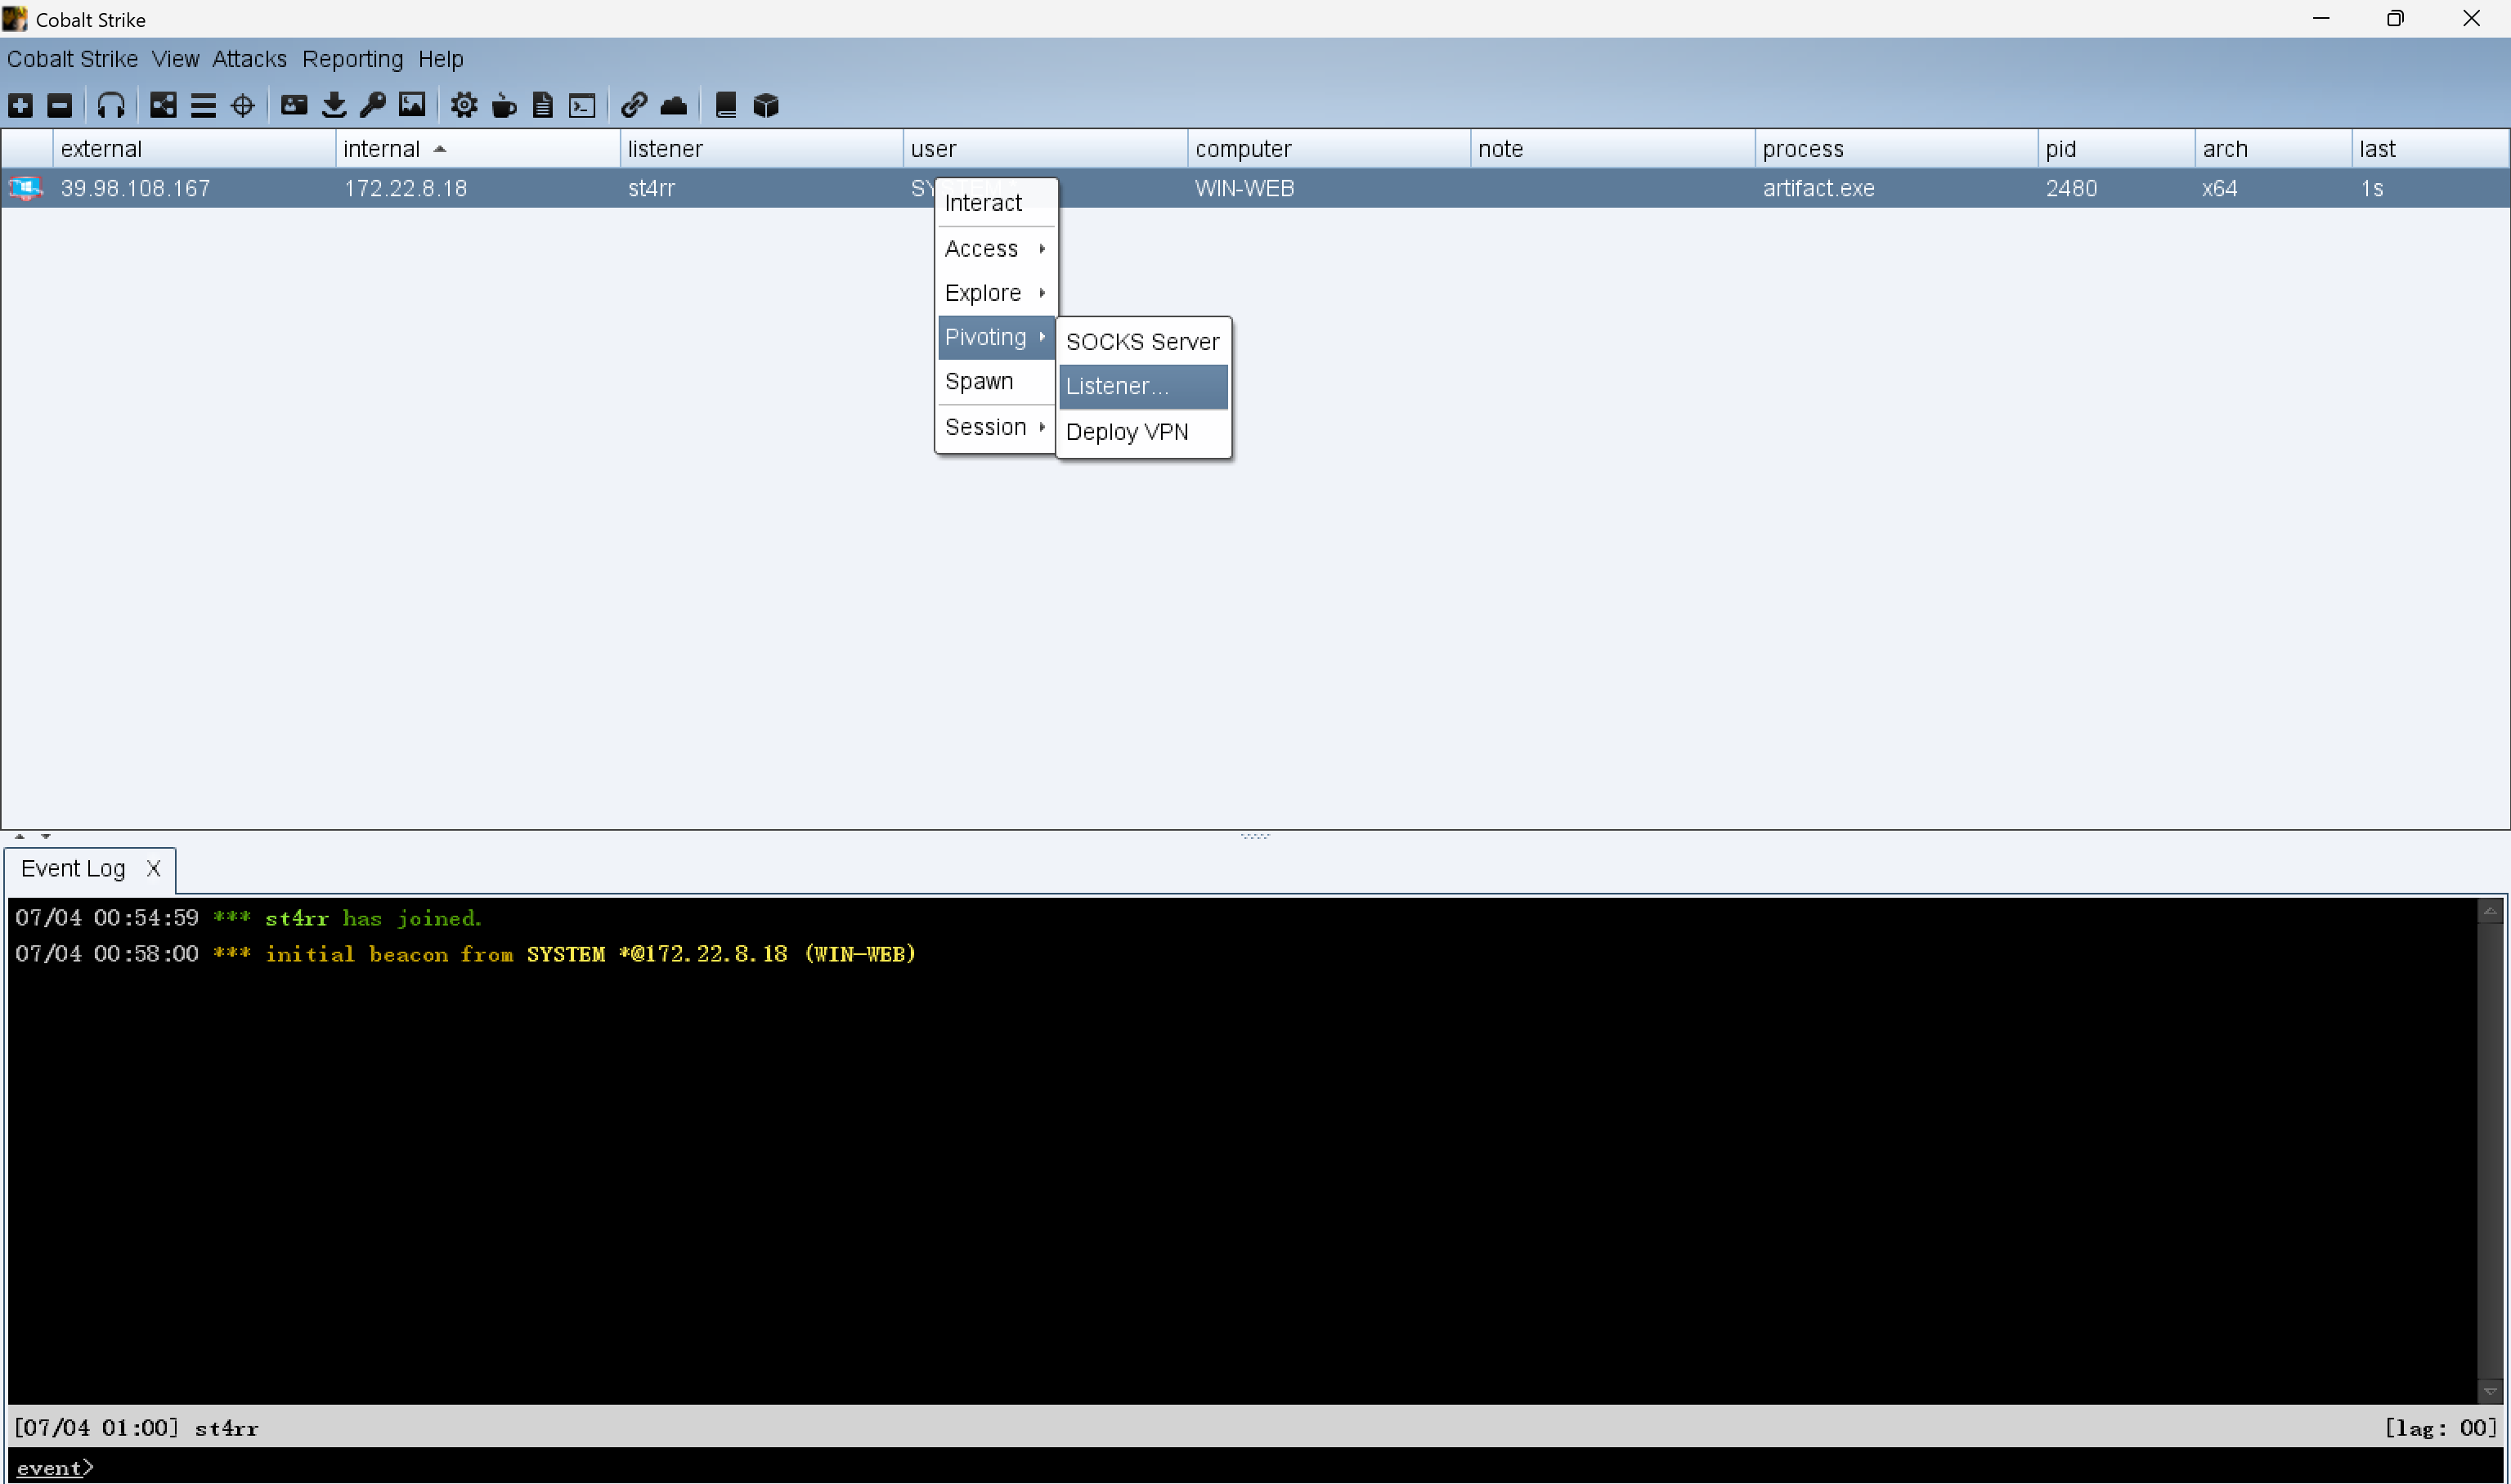 Cobalt Strike
Cobalt Strike View Attacks Reporting Help
external internal listener user computer note process pid arch last
39.98.108.167 172.22.8.18 st4rr SYSTEM * WIN-WEB artifact.exe 2480 x64 1s
Interact
Access
Explore
Pivoting
Spawn
Session
SOCKS Server
Listener...
Deploy VPN
Event Log X
07/04 00:54:59 *** st4rr has joined.
07/04 00:58:00 *** initial beacon from SYSTEM *@172.22.8.18 (WIN-WEB)
[07/04 01:00] st4rr [lag: 00]
event>